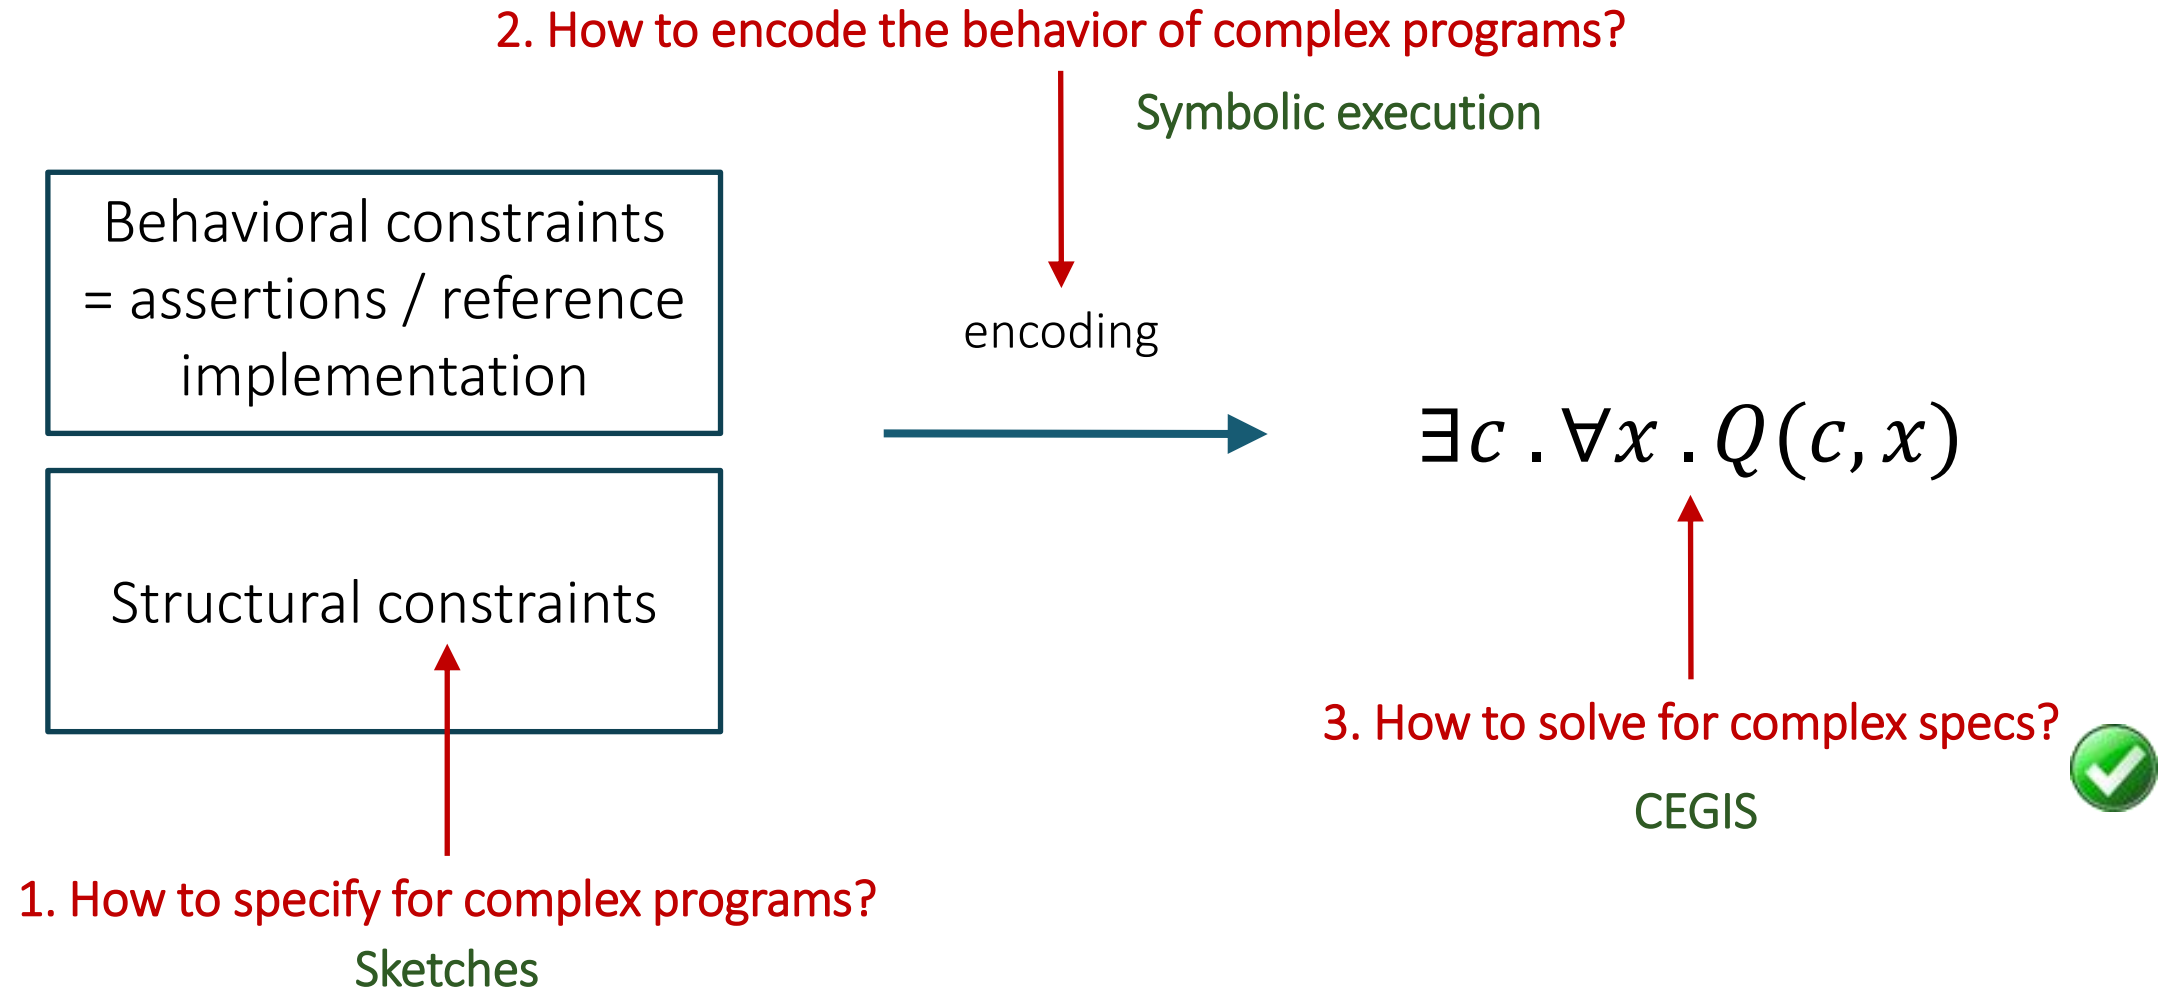 2. How to encode the behavior of complex programs?
Symbolic execution
Behavioral constraints
= assertions / reference
implementation
encoding
∃c . ∀x . Q(c, x)
Structural constraints
3. How to solve for complex specs?
CEGIS
1. How to specify for complex programs?
Sketches